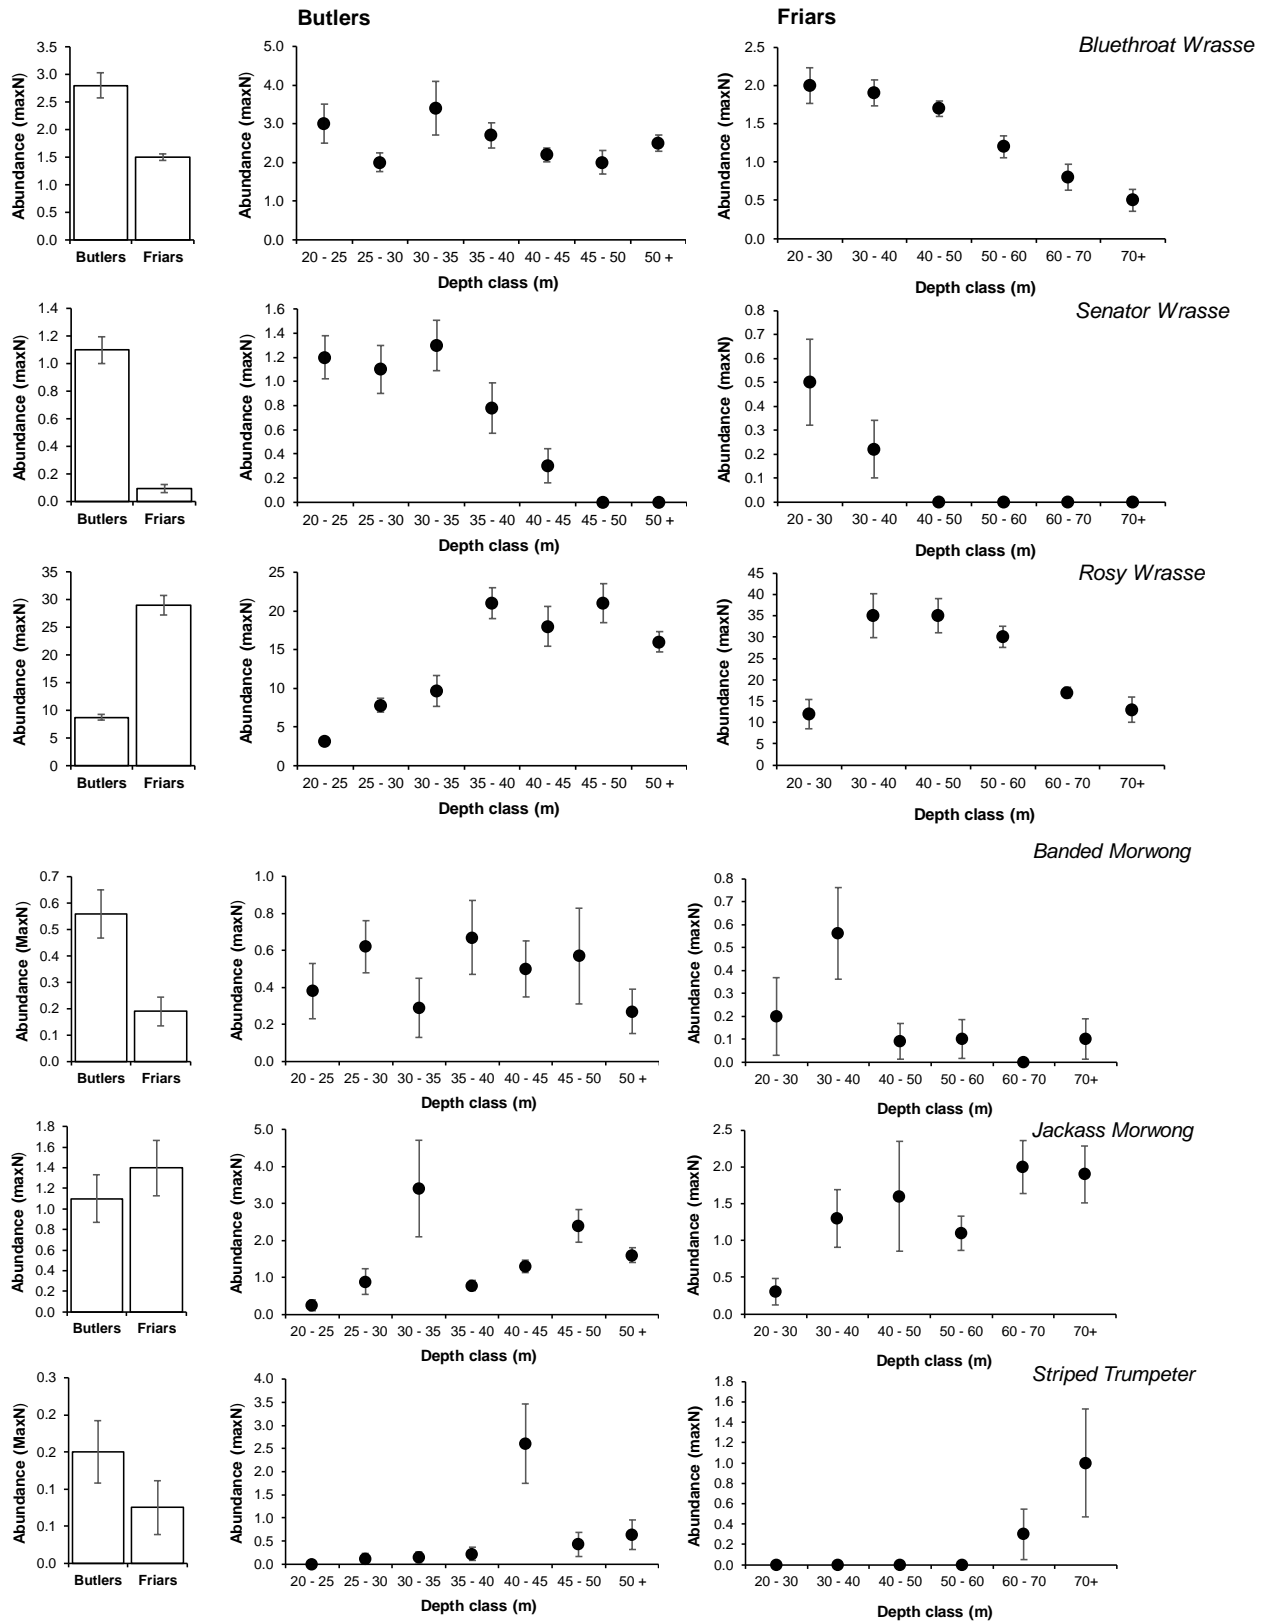 Butlers
Friars
Bluethroat Wrasse
Abundance (maxN)
3.5
3.0
2.5
2.0
1.5
1.0
0.5
0.0
Butlers Friars
Abundance (maxN)
5.0
4.0
3.0
2.0
1.0
0.0
20 - 25 25 - 30 30 - 35 35 - 40 40 - 45 45 - 50 50 +
Depth class (m)
Abundance (maxN)
2.5
2.0
1.5
1.0
0.5
0.0
20 - 30 30 - 40 40 - 50 50 - 60 60 - 70 70+
Depth class (m)
Senator Wrasse
Abundance (maxN)
1.4
1.2
1.0
0.8
0.6
0.4
0.2
0.0
Butlers Friars
Abundance (maxN)
1.6
1.4
1.2
1.0
0.8
0.6
0.4
0.2
0.0
20 - 25 25 - 30 30 - 35 35 - 40 40 - 45 45 - 50 50 +
Depth class (m)
Abundance (maxN)
0.8
0.7
0.6
0.5
0.4
0.3
0.2
0.1
0.0
20 - 30 30 - 40 40 - 50 50 - 60 60 - 70 70+
Depth class (m)
Rosy Wrasse
Abundance (maxN)
35
30
25
20
15
10
5
0
Butlers Friars
Abundance (maxN)
25
20
15
10
5
0
20 - 25 25 - 30 30 - 35 35 - 40 40 - 45 45 - 50 50 +
Depth class (m)
Abundance (maxN)
45
40
35
30
25
20
15
10
5
0
20 - 30 30 - 40 40 - 50 50 - 60 60 - 70 70+
Depth class (m)
Banded Morwong
Abundance (MaxN)
0.7
0.6
0.5
0.4
0.3
0.2
0.1
0.0
Butlers Friars
Abundance (maxN)
1.0
0.8
0.6
0.4
0.2
0.0
20 - 25 25 - 30 30 - 35 35 - 40 40 - 45 45 - 50 50 +
Depth class (m)
Abundance (maxN)
0.8
0.7
0.6
0.5
0.4
0.3
0.2
0.1
0.0
20 - 30 30 - 40 40 - 50 50 - 60 60 - 70 70+
Depth class (m)
Jackass Morwong
Abundance (maxN)
1.8
1.6
1.4
1.2
1.0
0.8
0.6
0.4
0.2
0.0
Butlers Friars
Abundance (maxN)
5.0
4.0
3.0
2.0
1.0
0.0
20 - 25 25 - 30 30 - 35 35 - 40 40 - 45 45 - 50 50 +
Depth class (m)
Abundance (maxN)
2.5
2.0
1.5
1.0
0.5
0.0
20 - 30 30 - 40 40 - 50 50 - 60 60 - 70 70+
Depth class (m)
Striped Trumpeter
Abundance (MaxN)
0.3
0.2
0.2
0.1
0.1
0.0
Butlers Friars
Abundance (maxN)
4.0
3.5
3.0
2.5
2.0
1.5
1.0
0.5
0.0
20 - 25 25 - 30 30 - 35 35 - 40 40 - 45 45 - 50 50 +
Depth class (m)
Abundance (maxN)
1.8
1.6
1.4
1.2
1.0
0.8
0.6
0.4
0.2
0.0
20 - 30 30 - 40 40 - 50 50 - 60 60 - 70 70+
Depth class (m)